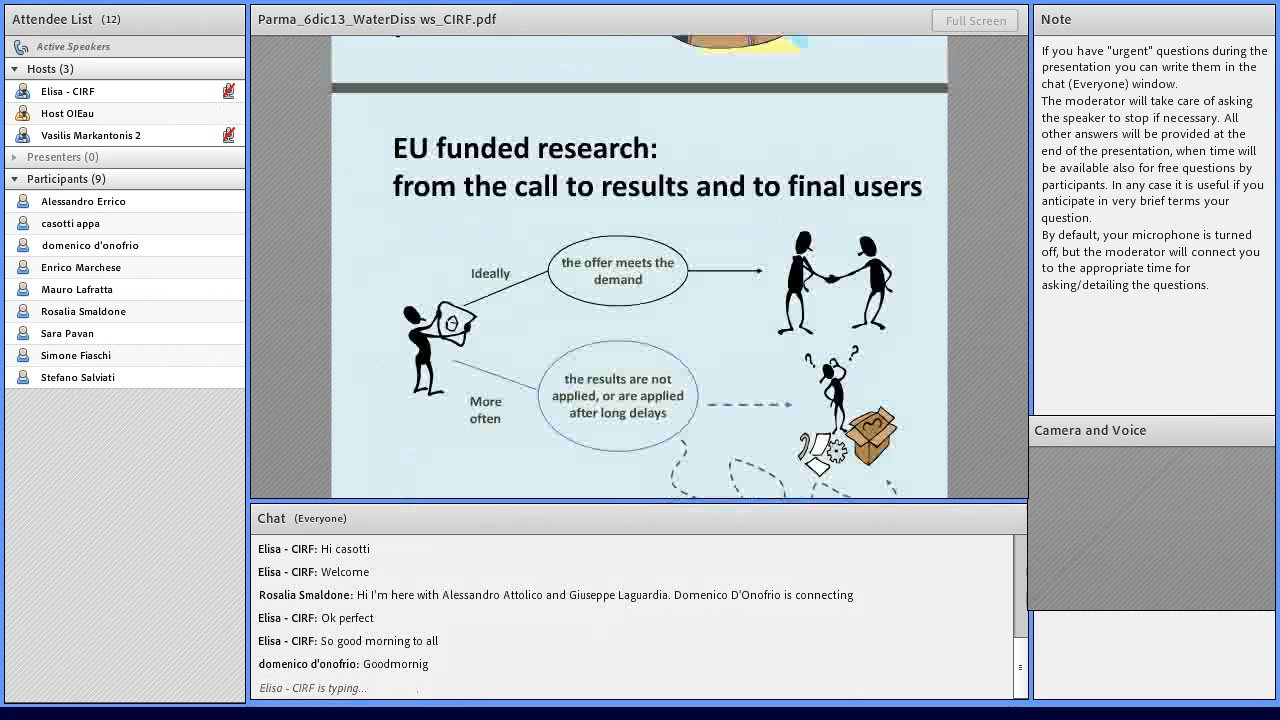 Attendee List (12)
Active Speakers
Hosts (3)
Elisa - CIRF
Host OIEau
Vasilis Markantonis 2
Presenters (0)
Participants (9)
Alessandro Errico
casotti appa
domenico d'onofrio
Enrico Marchese
Mauro Lafratta
Rosalia Smaldone
Sara Pavan
Simone Fiaschi
Stefano Salviati
Parma_6dic13_WaterDiss ws_CIRF.pdf
Full Screen
EU funded research:
from the call to results and to final users
Ideally
the offer meets the
demand
More
often
the results are not
applied, or are applied
after long delays
? ?
Chat (Everyone)
Elisa - CIRF: Hi casotti
Elisa - CIRF: Welcome
Rosalia Smaldone: Hi I'm here with Alessandro Attolico and Giuseppe Laguardia. Domenico D'Onofrio is connecting
Elisa - CIRF: Ok perfect
Elisa - CIRF: So good morning to all
domenico d'onofrio: Goodmornig
Elisa - CIRF is typing...
Note
If you have "urgent" questions during the
presentation you can write them in the
chat (Everyone) window.
The moderator will take care of asking
the speaker to stop if necessary. All
other answers will be provided at the
end of the presentation, when time will
be available also for free questions by
participants. In any case it is useful if you
anticipate in very brief terms your
question.
By default, your microphone is turned
off, but the moderator will connect you
to the appropriate time for
asking/detailing the questions.
Camera and Voice